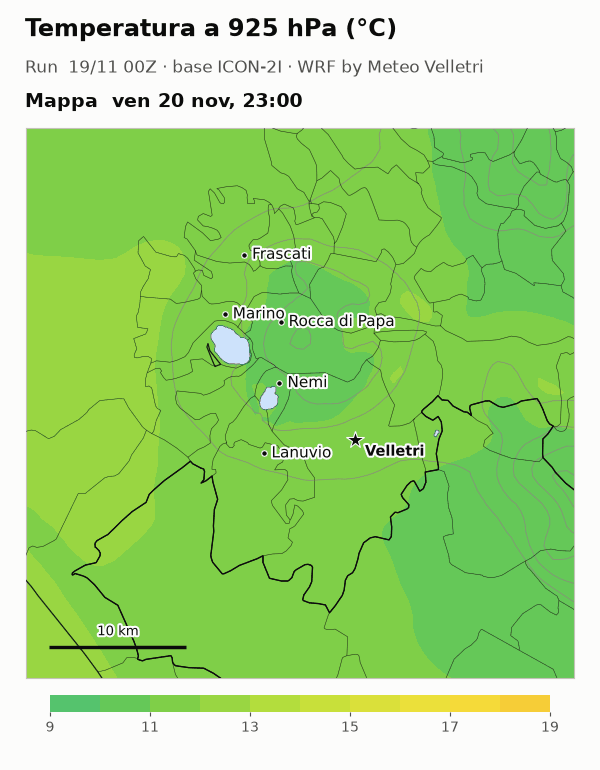 Temperatura a 925 hPa (°C)
Run  19/11 00Z · base ICON-2I · WRF by Meteo Velletri
Mappa  ven 20 nov, 23:00
Frascati
Marino
Rocca di Papa
Nemi
Velletri
Lanuvio
10 km
9 11 13 15 17 19